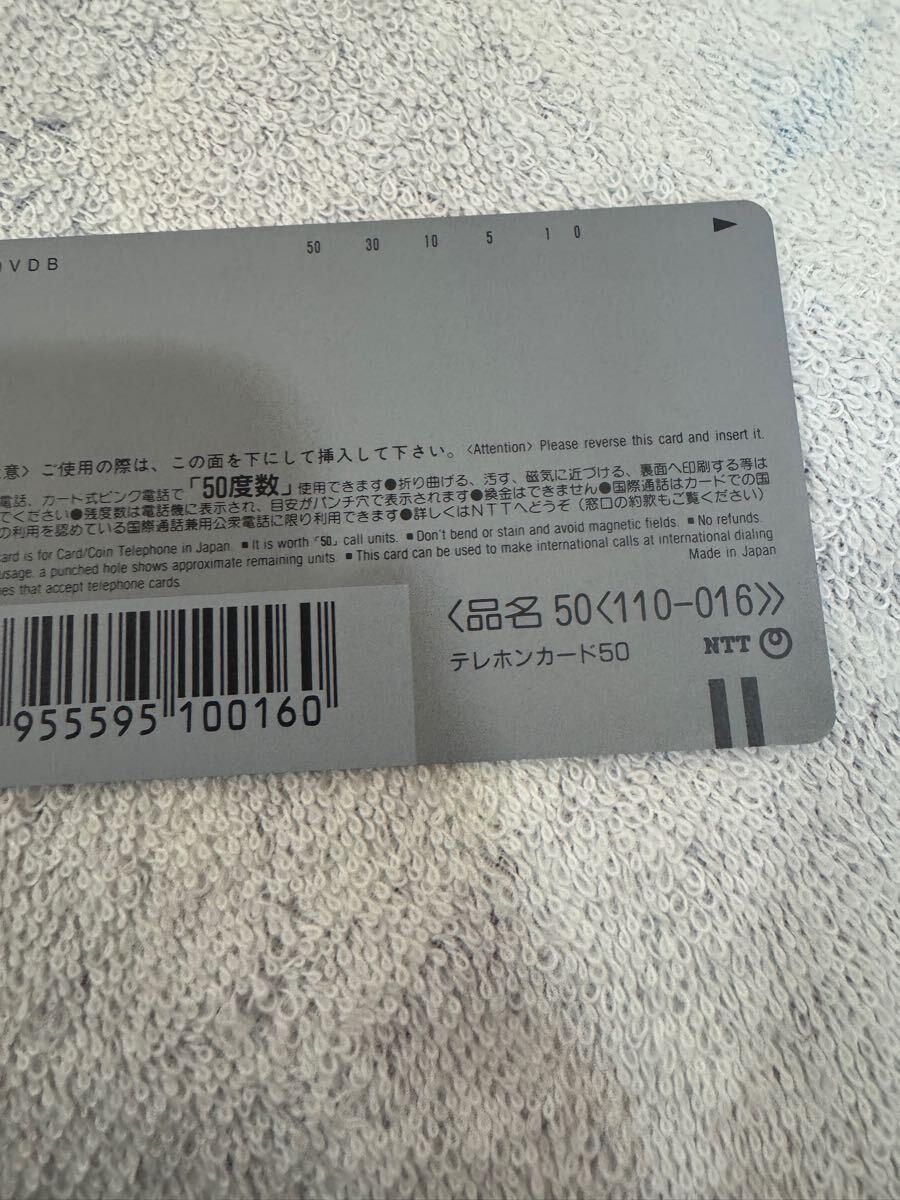 50 30 10 5 1 0
VDB
意〉ご使用の際は、この面を下にして挿入して下さい。〈Attention〉Please reverse this card and insert it.
電話、カード式ピンク電話で「50度数」使用できます●折り曲げる、汚す、磁気に近づける、裏面へ印刷する等は
でください●残度数は電話機に表示され、目安がパンチ穴で表示されます●換金はできません●国際通話はカードでの国
の利用を認めている国際通話兼用公衆電話に限り利用できます●詳しくはNTTへどうぞ（窓口の約款もご覧ください）
card is for Card/Coin Telephone in Japan. ■ It is worth「50」call units. ■ Don't bend or stain and avoid magnetic fields. ■ No refunds.
usage. a punched hole shows approximate remaining units. ■ This card can be used to make international calls at international dialing
es that accept telephone cards.
Made in Japan
〈品名 50〈110-016〉〉
テレホンカード50
NTT
955595 100160